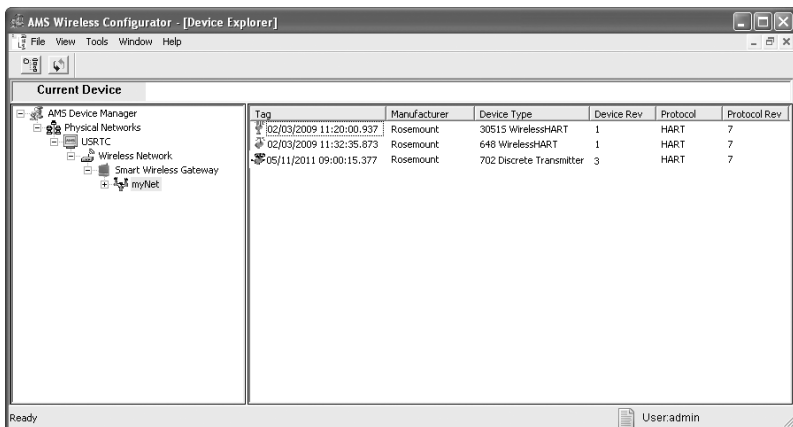 AMS Wireless Configurator - [Device Explorer]
File View Tools Window Help
Current Device
AMS Device Manager
Physical Networks
USRTC
Wireless Network
Smart Wireless Gateway
myNet
Tag Manufacturer Device Type Device Rev Protocol Protocol Rev
02/03/2009 11:20:00.937 Rosemount 3051S WirelessHART 1 HART 7
02/03/2009 11:32:35.873 Rosemount 648 WirelessHART 1 HART 7
05/11/2011 09:00:15.377 Rosemount 702 Discrete Transmitter 3 HART 7
Ready User:admin